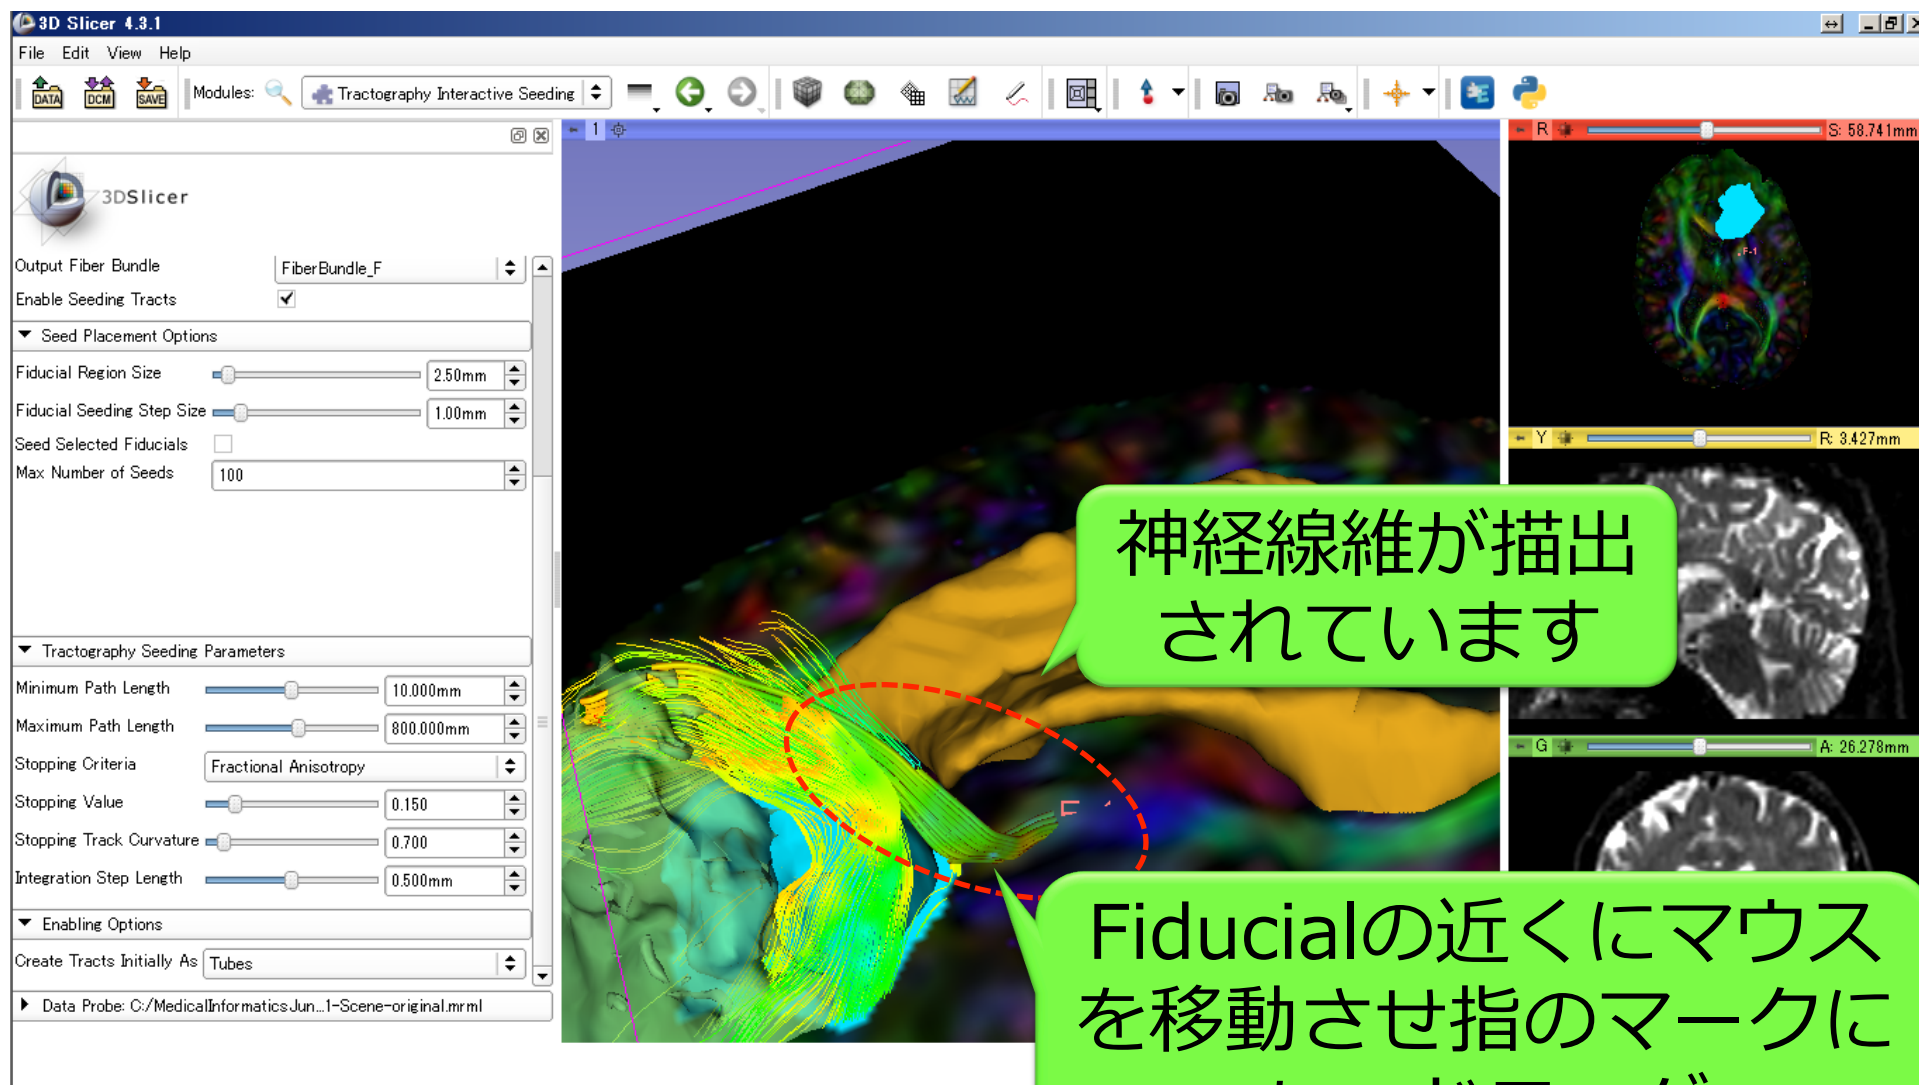 3D Slicer 4.3.1
File Edit View Help
DATA DCM SAVE Modules: Tractography Interactive Seeding
1
R S: 58.741mm
3DSlicer
F-1
Output Fiber Bundle FiberBundle_F
Enable Seeding Tracts
Seed Placement Options
Fiducial Region Size 2.50mm
Fiducial Seeding Step Size 1.00mm
Seed Selected Fiducials
Max Number of Seeds 100
Y R: 3.427mm
神経線維が描出
されています
Tractography Seeding Parameters
Minimum Path Length 10.000mm
Maximum Path Length 800.000mm
Stopping Criteria Fractional Anisotropy
Stopping Value 0.150
Stopping Track Curvature 0.700
Integration Step Length 0.500mm
G A: 26.278mm
Enabling Options
Create Tracts Initially As Tubes
Data Probe: C:/MedicalInformaticsJun...1-Scene-original.mrml
Fiducialの近くにマウス
を移動させ指のマークに